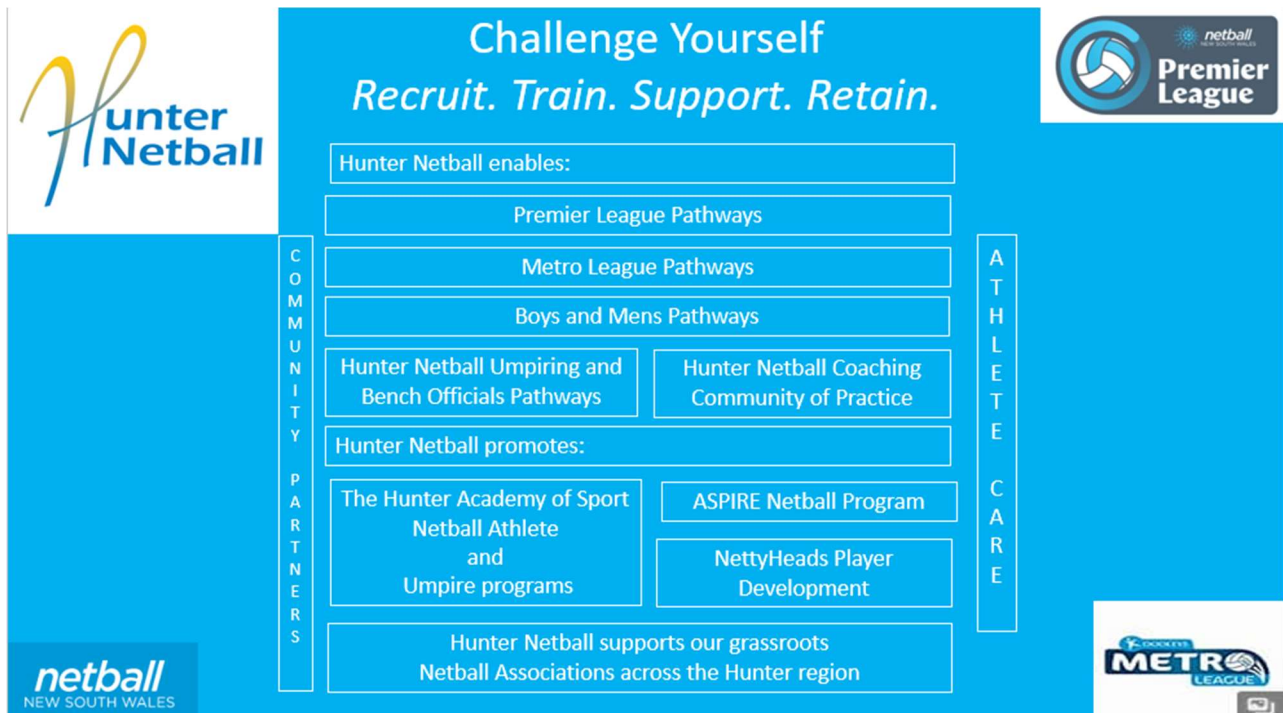 Hunter
Netball
Challenge Yourself
Recruit. Train. Support. Retain.
netball
NEW SOUTH WALES
Premier
League
Hunter Netball enables:
Premier League Pathways
Metro League Pathways
Boys and Mens Pathways
Hunter Netball Umpiring and
Bench Officials Pathways
Hunter Netball Coaching
Community of Practice
Hunter Netball promotes:
The Hunter Academy of Sport
Netball Athlete
and
Umpire programs
ASPIRE Netball Program
NettyHeads Player
Development
Hunter Netball supports our grassroots
Netball Associations across the Hunter region
COMMUNITY PARTNERS
ATHLETE CARE
netball
NEW SOUTH WALES
DOOLEYS
METRO
LEAGUE